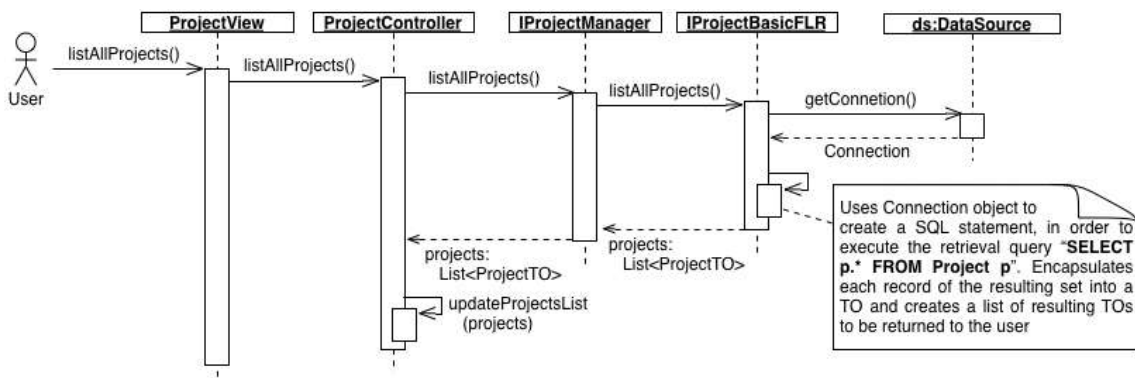 ProjectView
ProjectController
IProjectManager
IProjectBasicFLR
ds:DataSource
User
listAllProjects()
listAllProjects()
listAllProjects()
listAllProjects()
getConnetion()
Connection
projects:
List<ProjectTO>
projects:
List<ProjectTO>
updateProjectsList
(projects)
Uses Connection object to
create a SQL statement, in order to
execute the retrieval query “SELECT
p.* FROM Project p”. Encapsulates
each record of the resulting set into a
TO and creates a list of resulting TOs
to be returned to the user